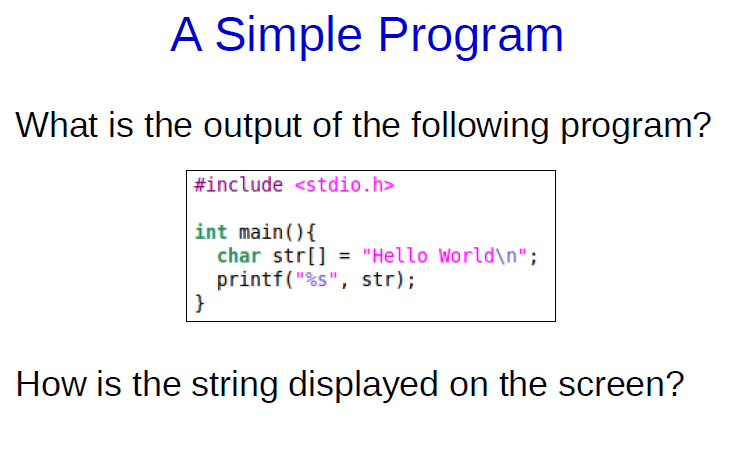 A Simple Program
What is the output of the following program?
#include <stdio.h>
int main(){
  char str[] = "Hello World\n";
  printf("%s", str);
}
How is the string displayed on the screen?